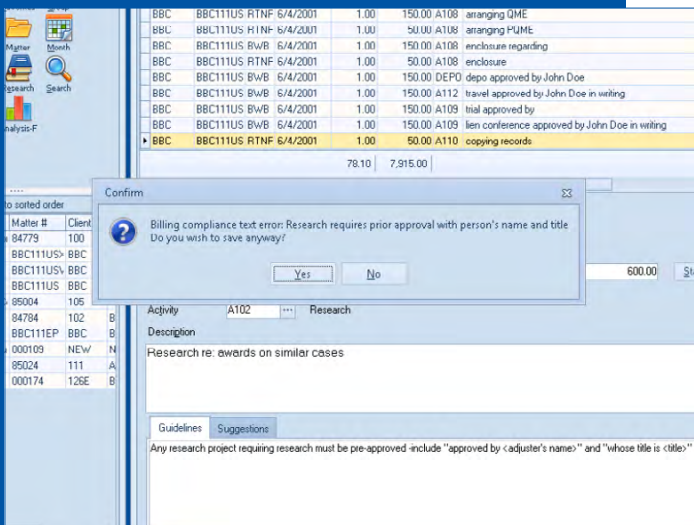 BBC BBC111US RTNF 6/4/2001 1.00 150.00 A108 arranging QME
BBC BBC111US RTNF 6/4/2001 1.00 50.00 A108 arranging PQME
BBC BBC111US BWB 6/4/2001 1.00 150.00 A108 enclosure regarding
BBC BBC111US BWB 6/4/2001 1.00 50.00 A108 enclosure
BBC BBC111US BWB 6/4/2001 1.00 150.00 DEPO depo approved by John Doe
BBC BBC111US BWB 6/4/2001 1.00 150.00 A112 travel approved by John Doe in writing
BBC BBC111US BWB 6/4/2001 1.00 150.00 A109 trial approved by
BBC BBC111US BWB 6/4/2001 1.00 150.00 A109 lien conference approved by John Doe in writing
BBC BBC111US RTNF 6/4/2001 1.00 50.00 A110 copying records
78.10 7,915.00
Matter Month
esearch Search
nalysis-F
to sorted order
Matter # Client
84779 100
BBC111US> BBC
BBC111USV BBC
BBC111US BBC
85004 105
84784 102 B
BBC111EP BBC B
000109 NEW N
85024 111 A
000174 126E B
Confirm
Billing compliance text error: Research requires prior approval with person's name and title
Do you wish to save anyway?
Yes No
600.00
Activity A102 ... Research
Description
Research re: awards on similar cases
Guidelines Suggestions
Any research project requiring research must be pre-approved -include "approved by <adjuster's name>" and "whose title is <title>"